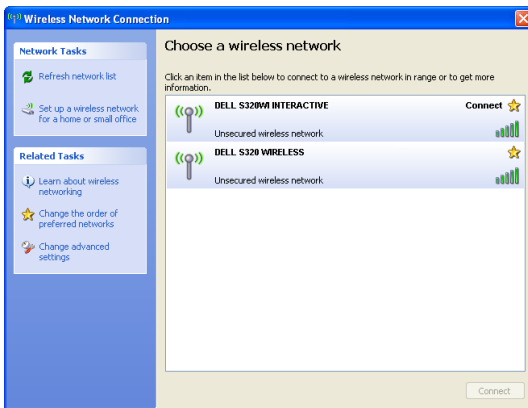 Wireless Network Connection
Network Tasks
Refresh network list
Set up a wireless network
for a home or small office
Related Tasks
Learn about wireless
networking
Change the order of
preferred networks
Change advanced
settings
Choose a wireless network
Click an item in the list below to connect to a wireless network in range or to get more
information.
DELL S320WI INTERACTIVE
Connect
Unsecured wireless network
DELL S320 WIRELESS
Unsecured wireless network
Connect